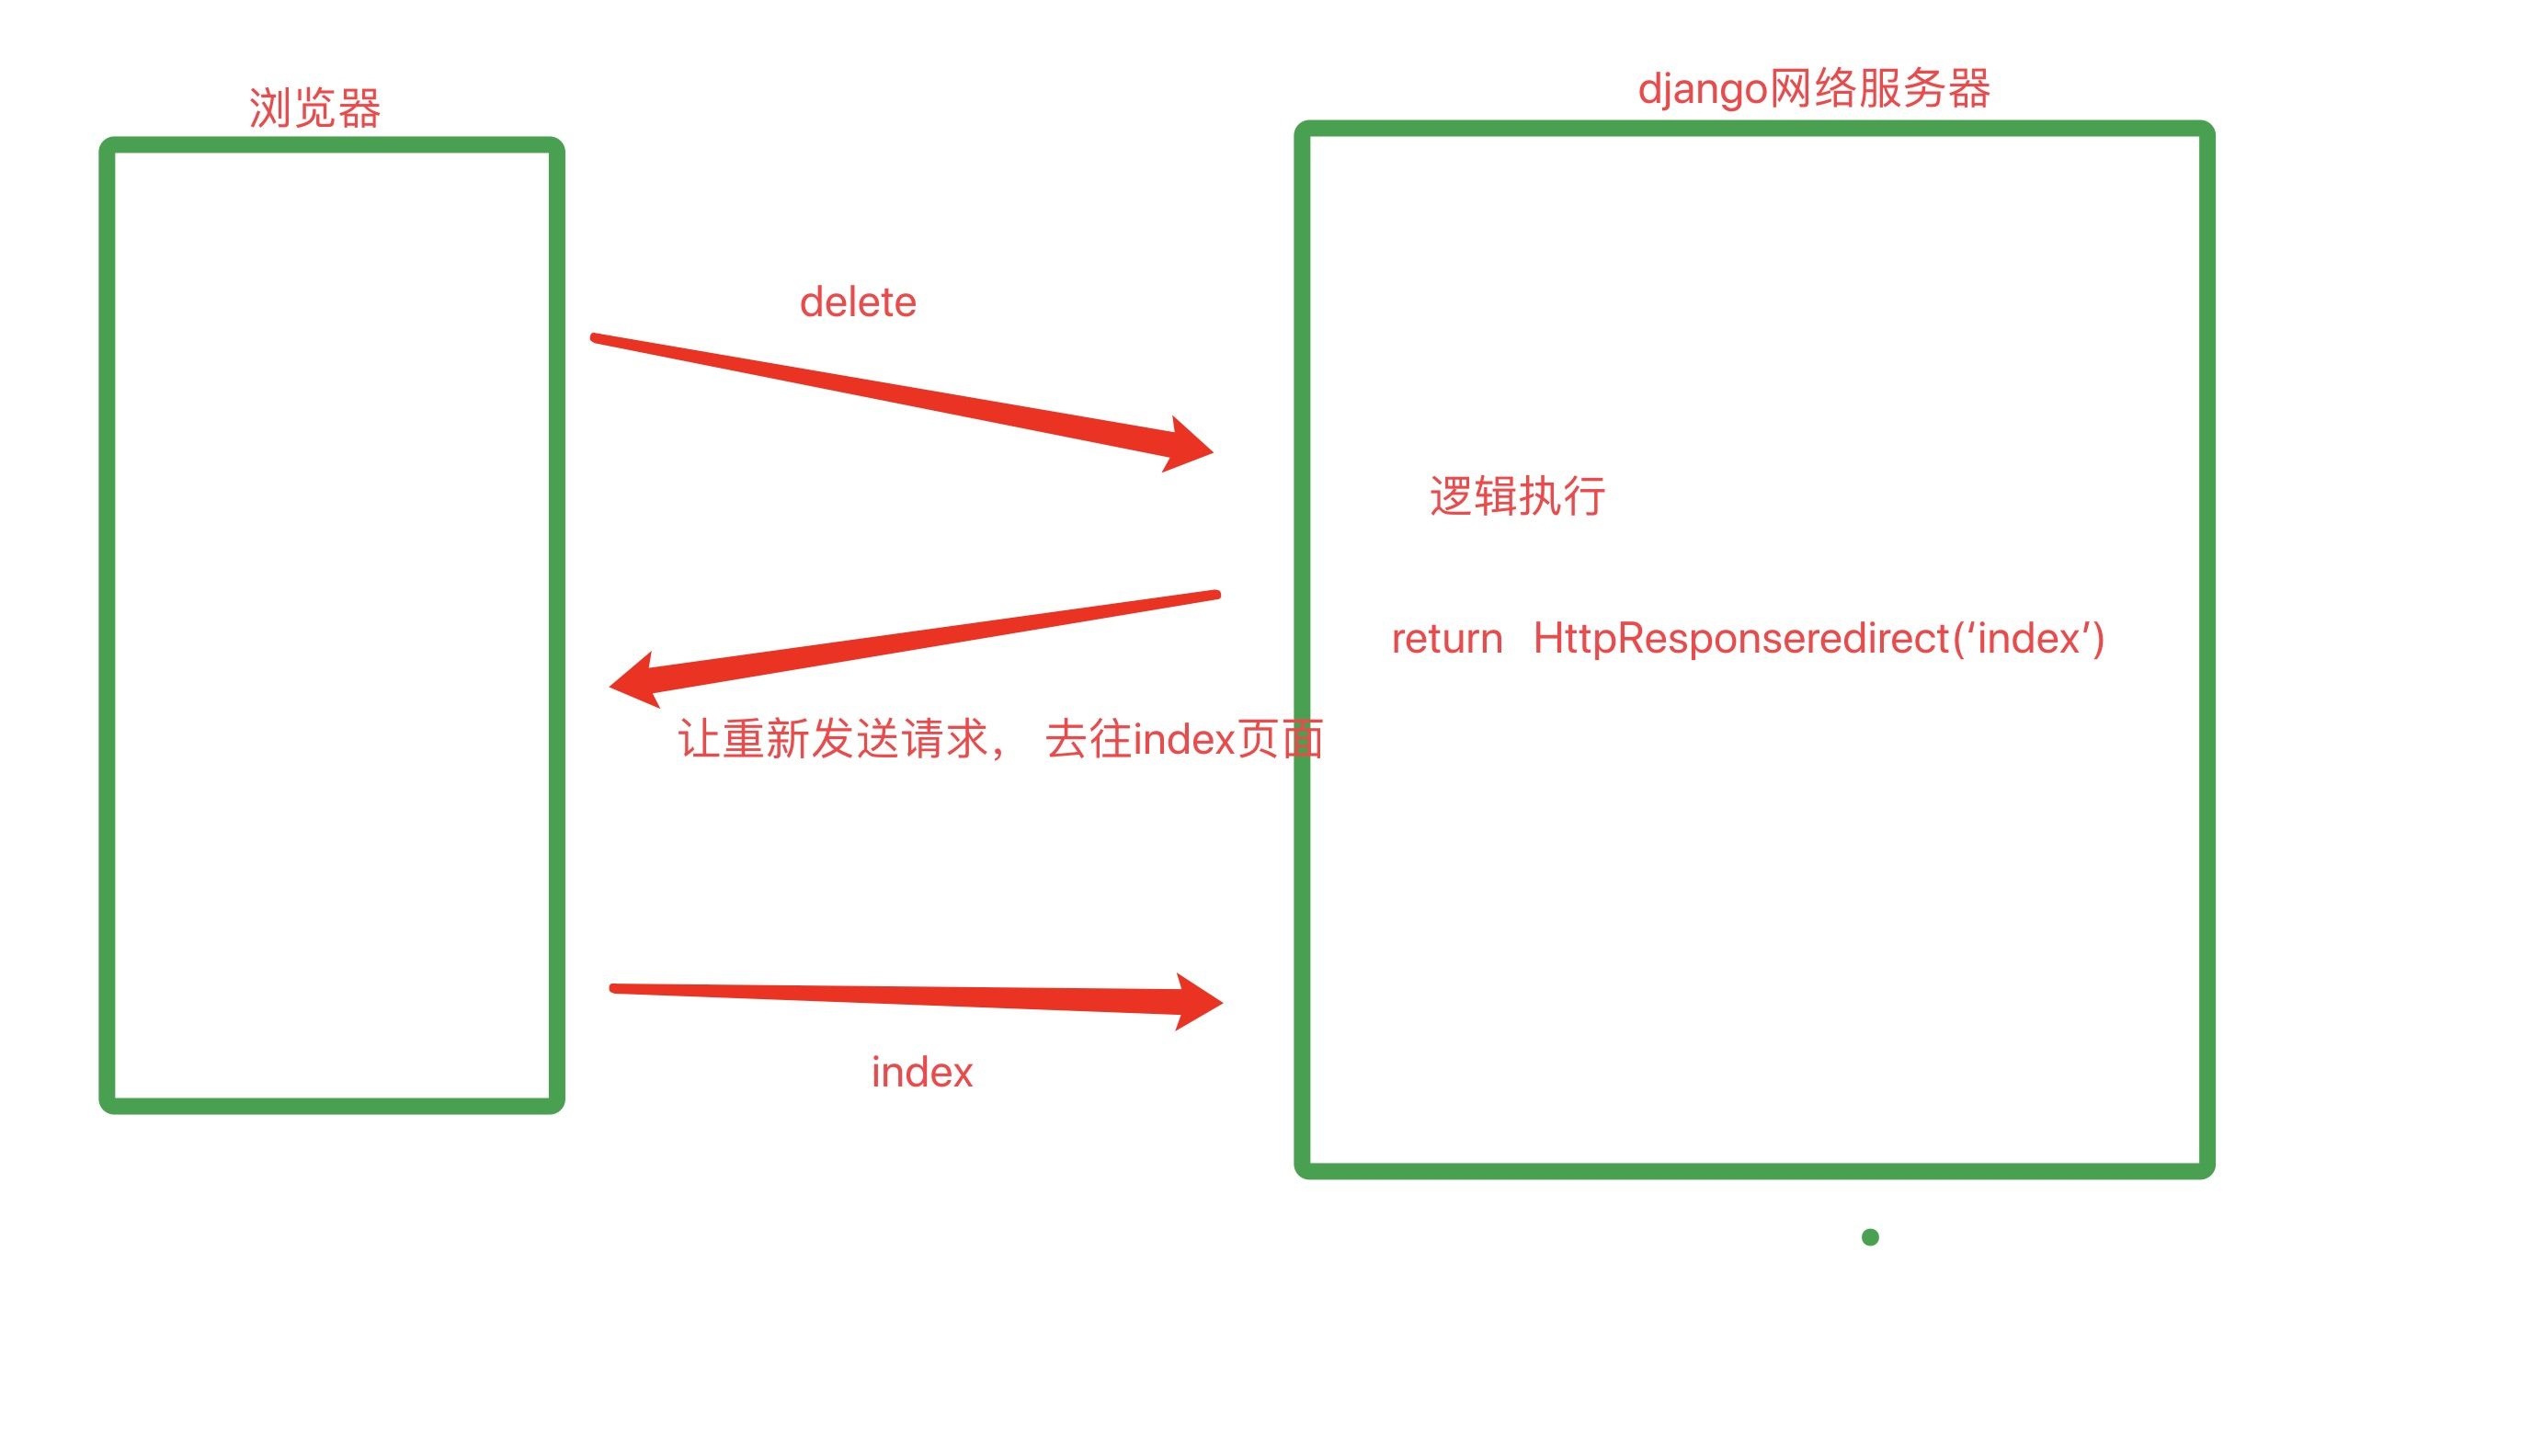 浏览器
django网络服务器
delete
逻辑执行
return HttpResponseredirect(‘index’)
让重新发送请求， 去往index页面
index